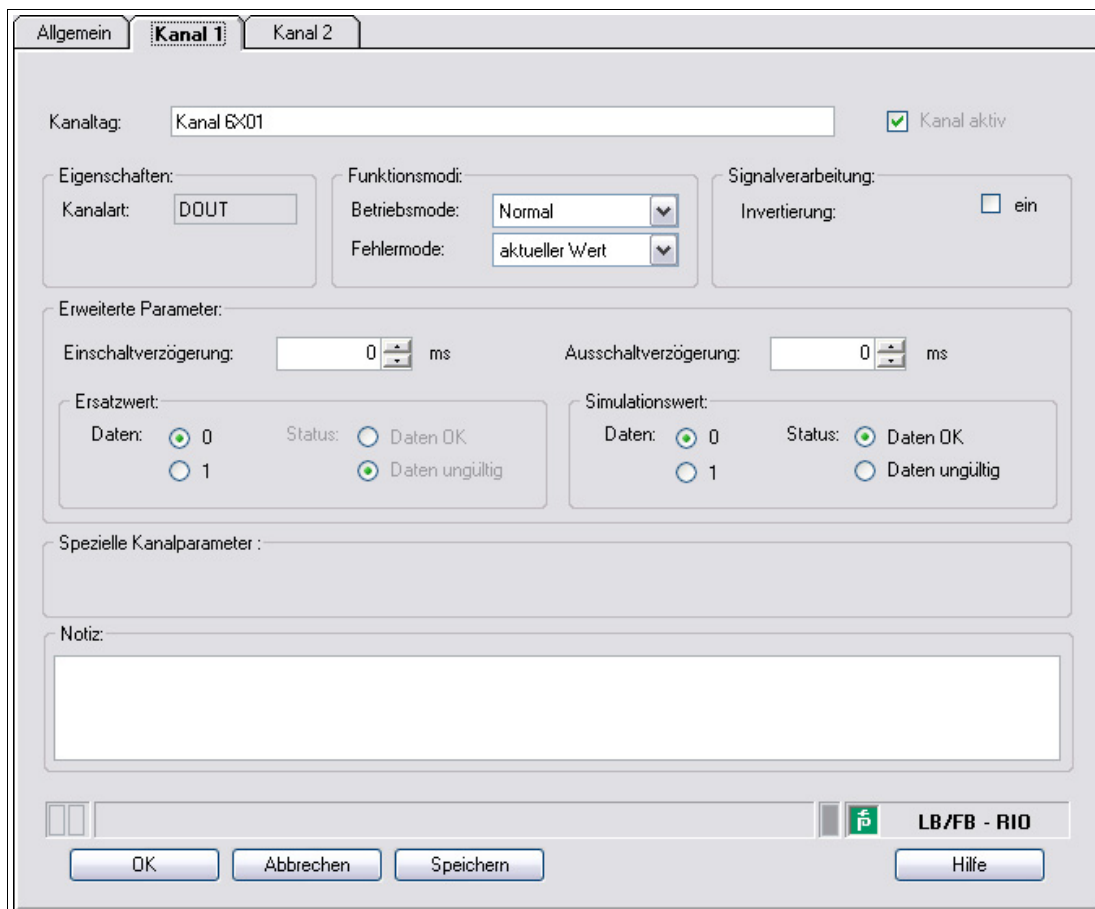 Allgemein Kanal 1 Kanal 2
Kanaltag: Kanal 6X01 Kanal aktiv
Eigenschaften: Funktionsmodi: Signalverarbeitung:
Kanalart: DOUT Betriebsmode: Normal Invertierung: ein
Fehlermode: aktueller Wert
Erweiterte Parameter:
Einschaltverzögerung: 0 ms Ausschaltverzögerung: 0 ms
Ersatzwert: Simulationswert:
Daten: 0 Status: Daten OK Daten: 0 Status: Daten OK
1 Daten ungültig 1 Daten ungültig
Spezielle Kanalparameter :
Notiz:
LB/FB - RIO
OK Abbrechen Speichern Hilfe